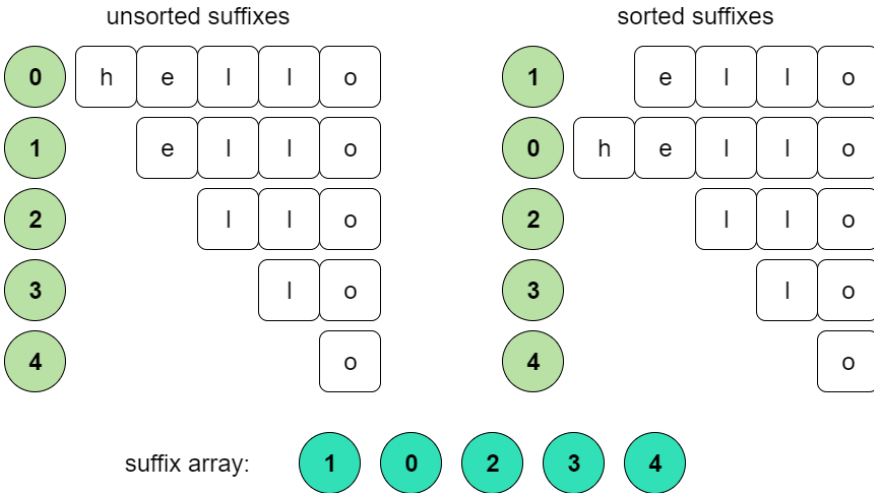 unsorted suffixes sorted suffixes
0 h e l l o 1 e l l o
1 e l l o 0 h e l l o
2 l l o 2 l l o
3 l o 3 l o
4 o 4 o
suffix array: 1 0 2 3 4